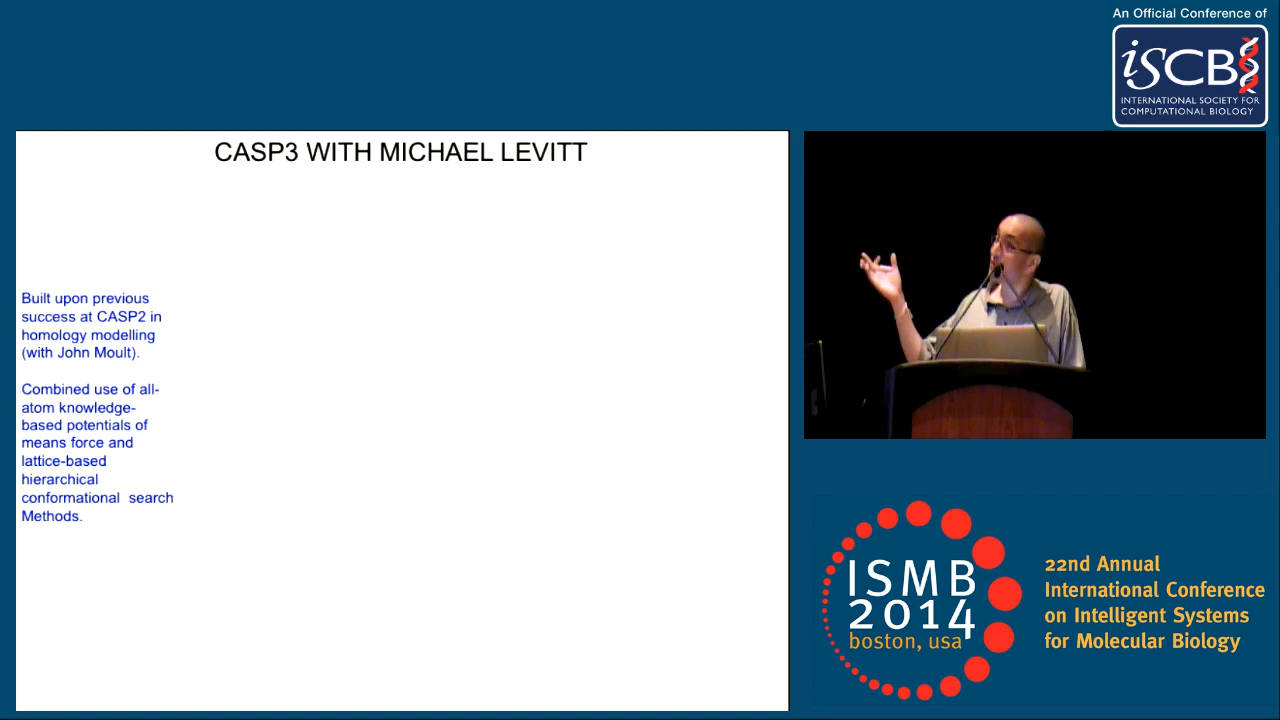 An Official Conference of
iSCB
INTERNATIONAL SOCIETY FOR
COMPUTATIONAL BIOLOGY
CASP3 WITH MICHAEL LEVITT
Built upon previous
success at CASP2 in
homology modelling
(with John Moult).
Combined use of all-
atom knowledge-
based potentials of
means force and
lattice-based
hierarchical
conformational search
Methods.
ISMB
2014
boston, usa
22nd Annual
International Conference
on Intelligent Systems
for Molecular Biology